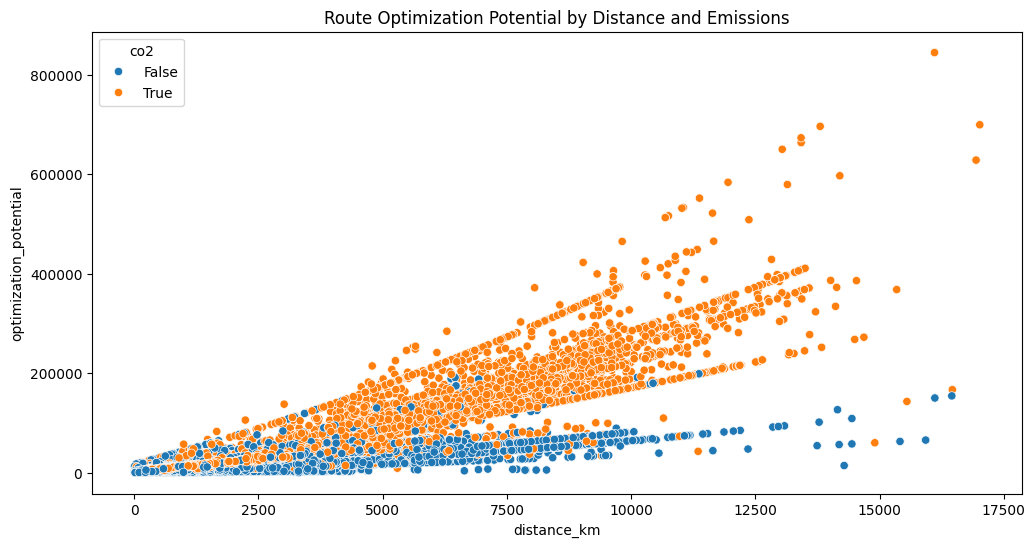 Route Optimization Potential by Distance and Emissions
co2
False
True
optimization_potential
800000
600000
400000
200000
0
0 2500 5000 7500 10000 12500 15000 17500
distance_km